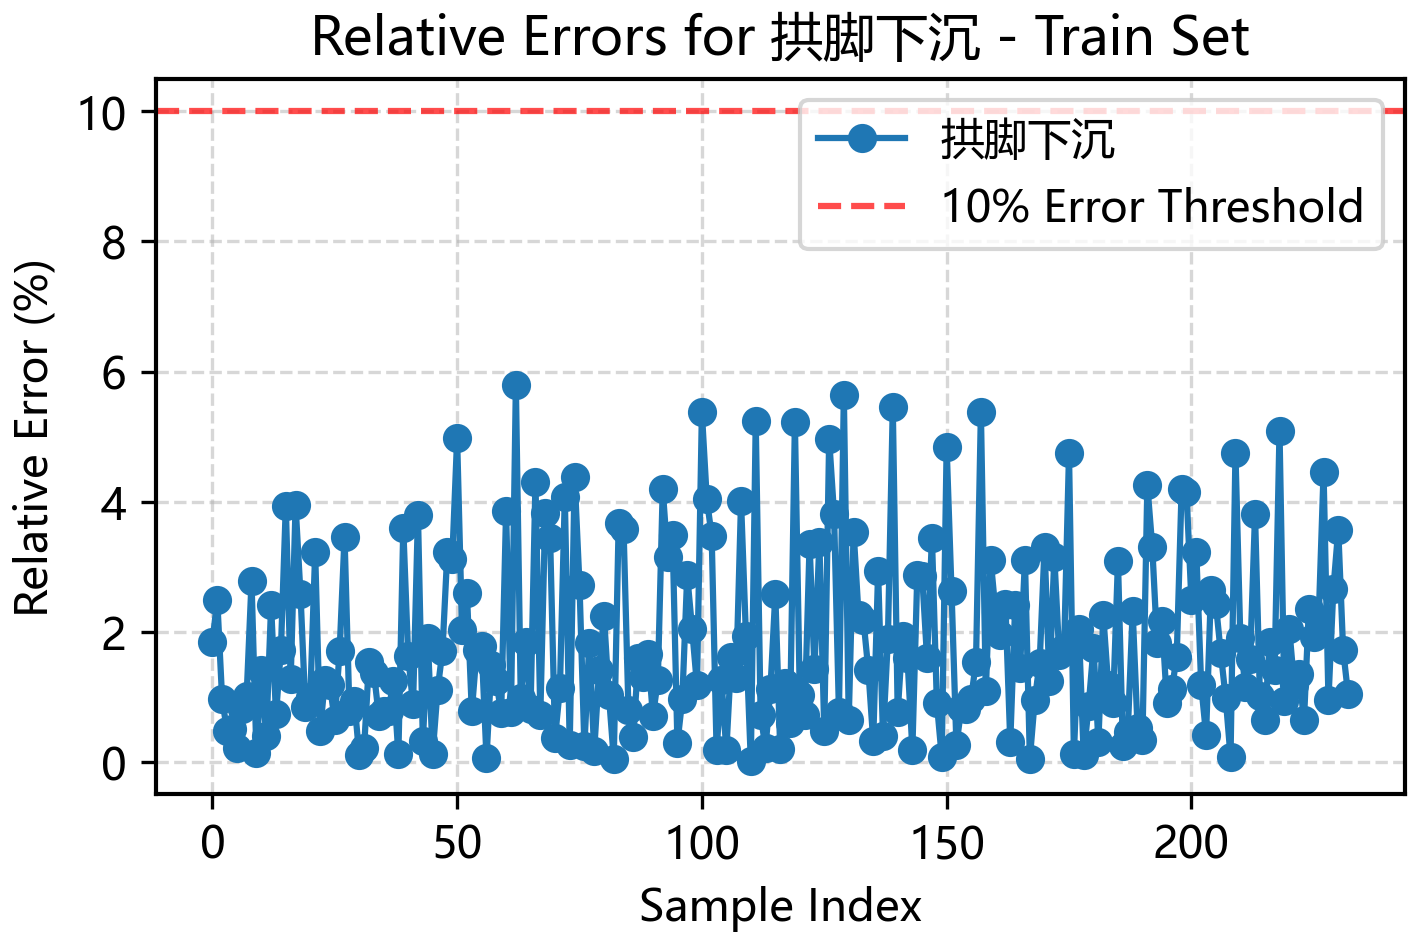 Relative Errors for 拱脚下沉 - Train Set
拱脚下沉
10% Error Threshold
Relative Error (%)
10
8
6
4
2
0
0 50 100 150 200
Sample Index